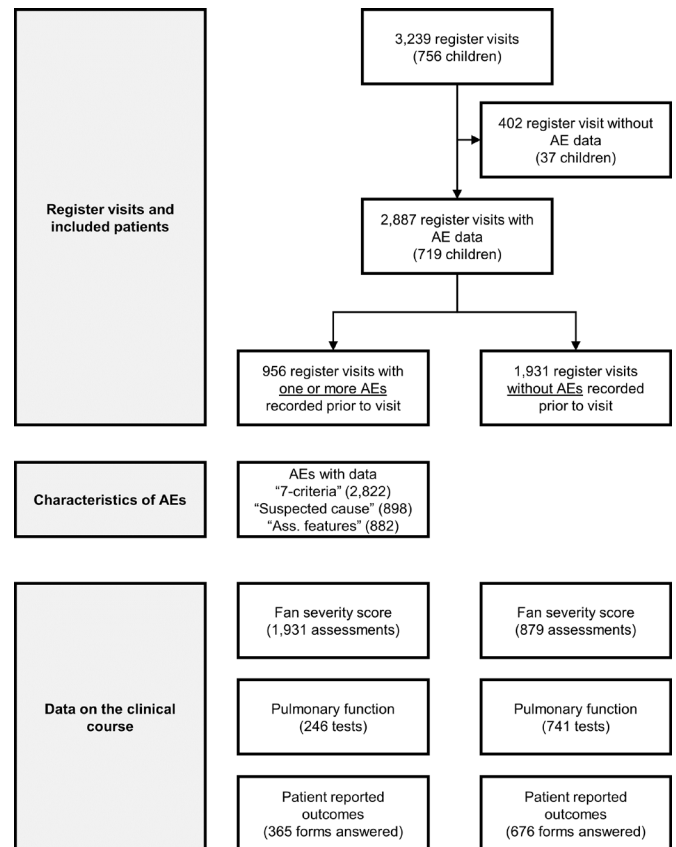 3,239 register visits
(756 children)
402 register visit without
AE data
(37 children)
Register visits and
included patients
2,887 register visits with
AE data
(719 children)
956 register visits with
one or more AEs
recorded prior to visit
1,931 register visits
without AEs recorded
prior to visit
Characteristics of AEs
AEs with data
“7-criteria” (2,822)
“Suspected cause” (898)
“Ass. features” (882)
Data on the clinical
course
Fan severity score
(1,931 assessments)
Fan severity score
(879 assessments)
Pulmonary function
(246 tests)
Pulmonary function
(741 tests)
Patient reported
outcomes
(365 forms answered)
Patient reported
outcomes
(676 forms answered)